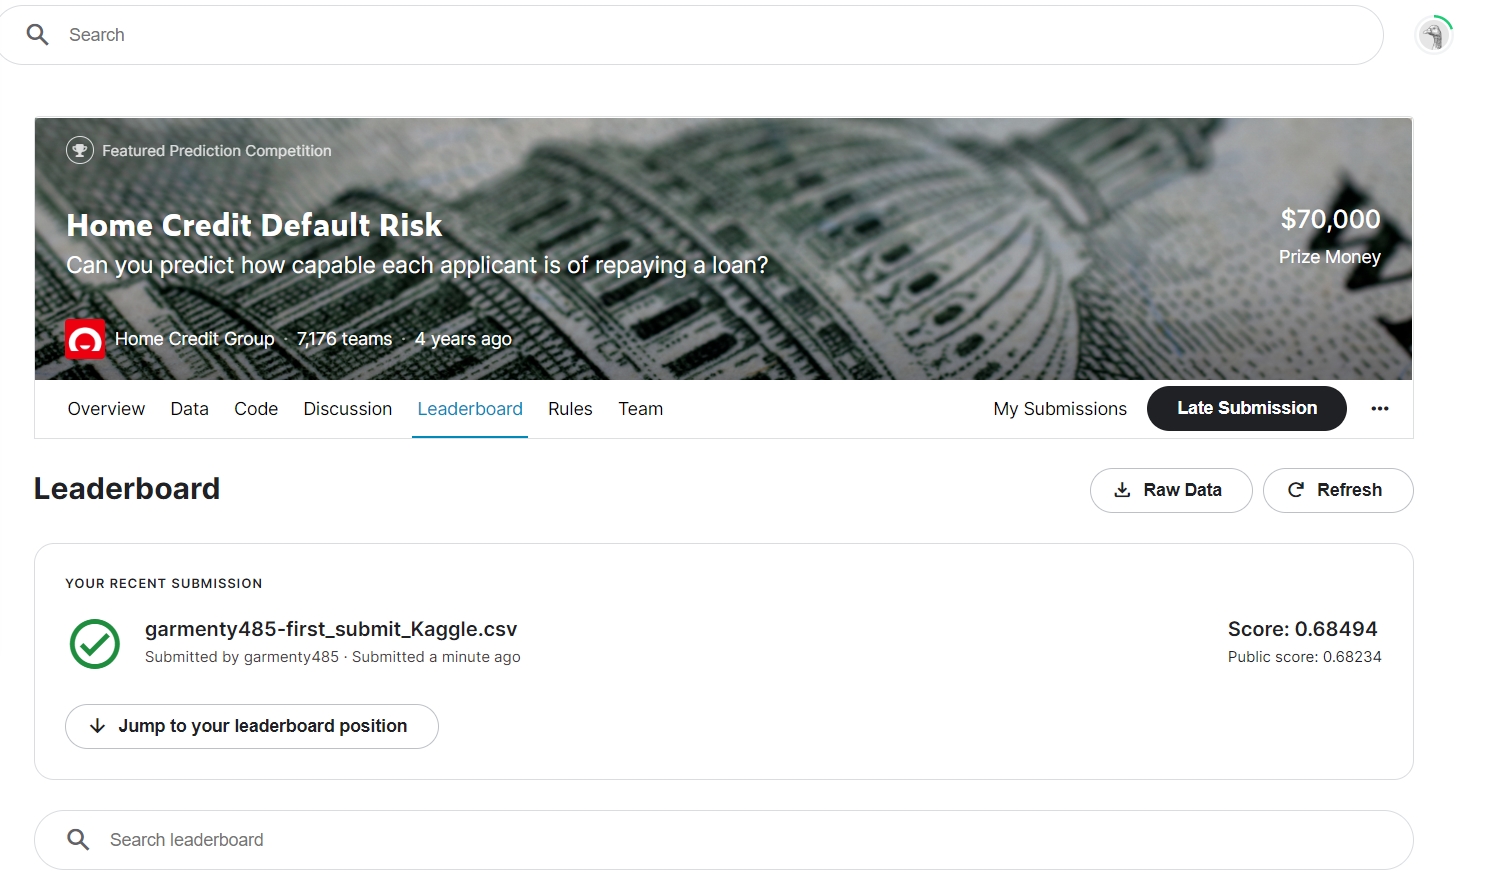 Search
Featured Prediction Competition
Home Credit Default Risk
Can you predict how capable each applicant is of repaying a loan?
$70,000
Prize Money
Home Credit Group · 7,176 teams · 4 years ago
Overview Data Code Discussion Leaderboard Rules Team My Submissions Late Submission
Leaderboard
Raw Data Refresh
YOUR RECENT SUBMISSION
garmenty485-first_submit_Kaggle.csv
Submitted by garmenty485 · Submitted a minute ago
Score: 0.68494
Public score: 0.68234
Jump to your leaderboard position
Search leaderboard